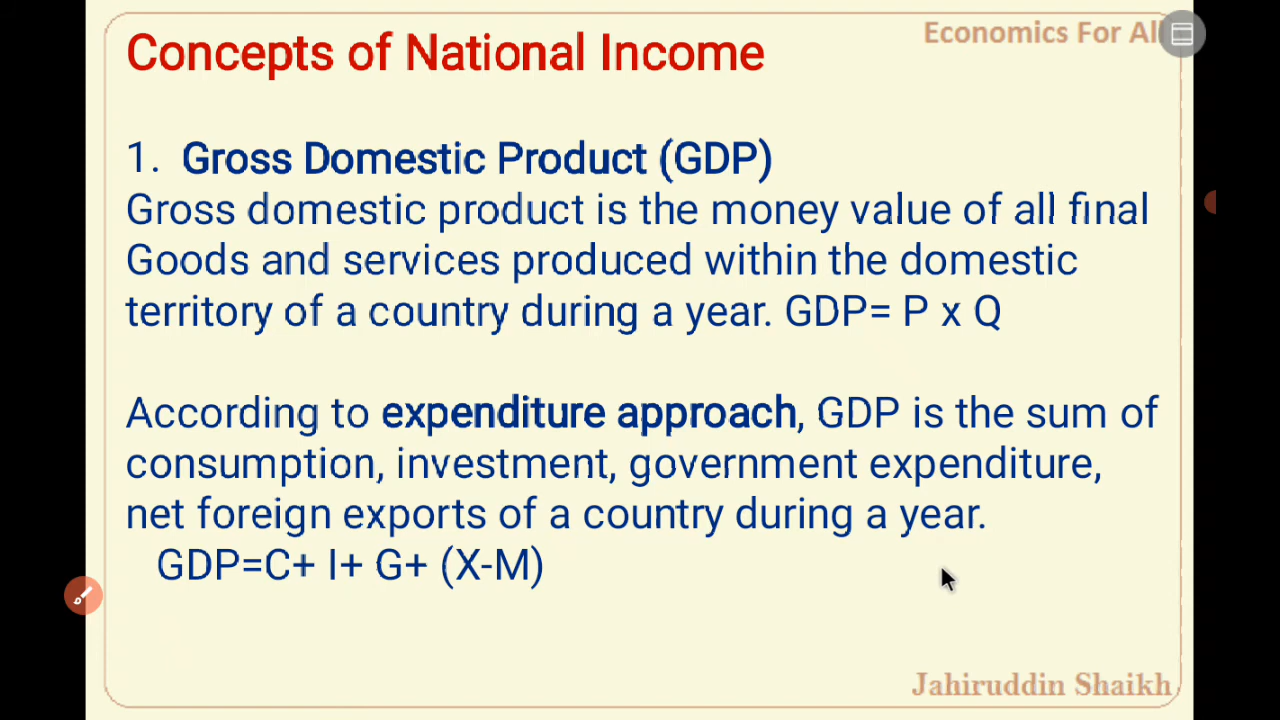 Economics For Al
Concepts of National Income
1. Gross Domestic Product (GDP)
Gross domestic product is the money value of all final
Goods and services produced within the domestic
territory of a country during a year. GDP= P x Q
According to expenditure approach, GDP is the sum of
consumption, investment, government expenditure,
net foreign exports of a country during a year.
GDP=C+ I+ G+ (X-M)
Jahiruddin Shaikh